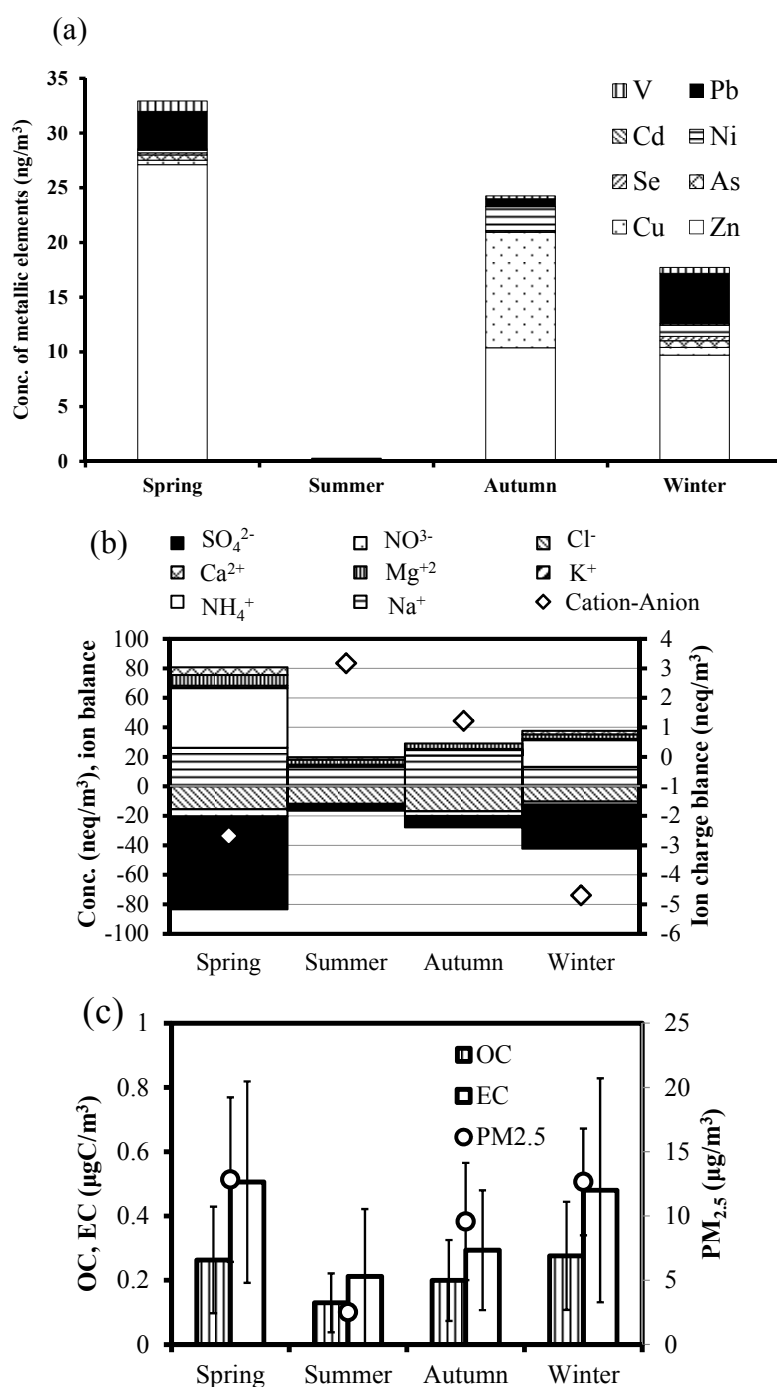 (a)
Conc. of metallic elements (ng/m³)
35
30
25
20
15
10
5
0
V Pb
Cd Ni
Se As
Cu Zn
Spring Summer Autumn Winter
(b)
SO₄²⁻ NO³⁻ Cl⁻
Ca²⁺ Mg⁺² K⁺
NH₄⁺ Na⁺ Cation-Anion
Conc. (neq/m³), ion balance
100
80
60
40
20
0
-20
-40
-60
-80
-100
4
3
2
1
0
-1
-2
-3
-4
-5
-6
Ion charge blance (neq/m³)
Spring Summer Autumn Winter
(c)
OC, EC (μgC/m³)
1
0.8
0.6
0.4
0.2
0
OC
EC
PM2.5
25
20
15
10
5
0
PM₂.₅ (μg/m³)
Spring Summer Autumn Winter